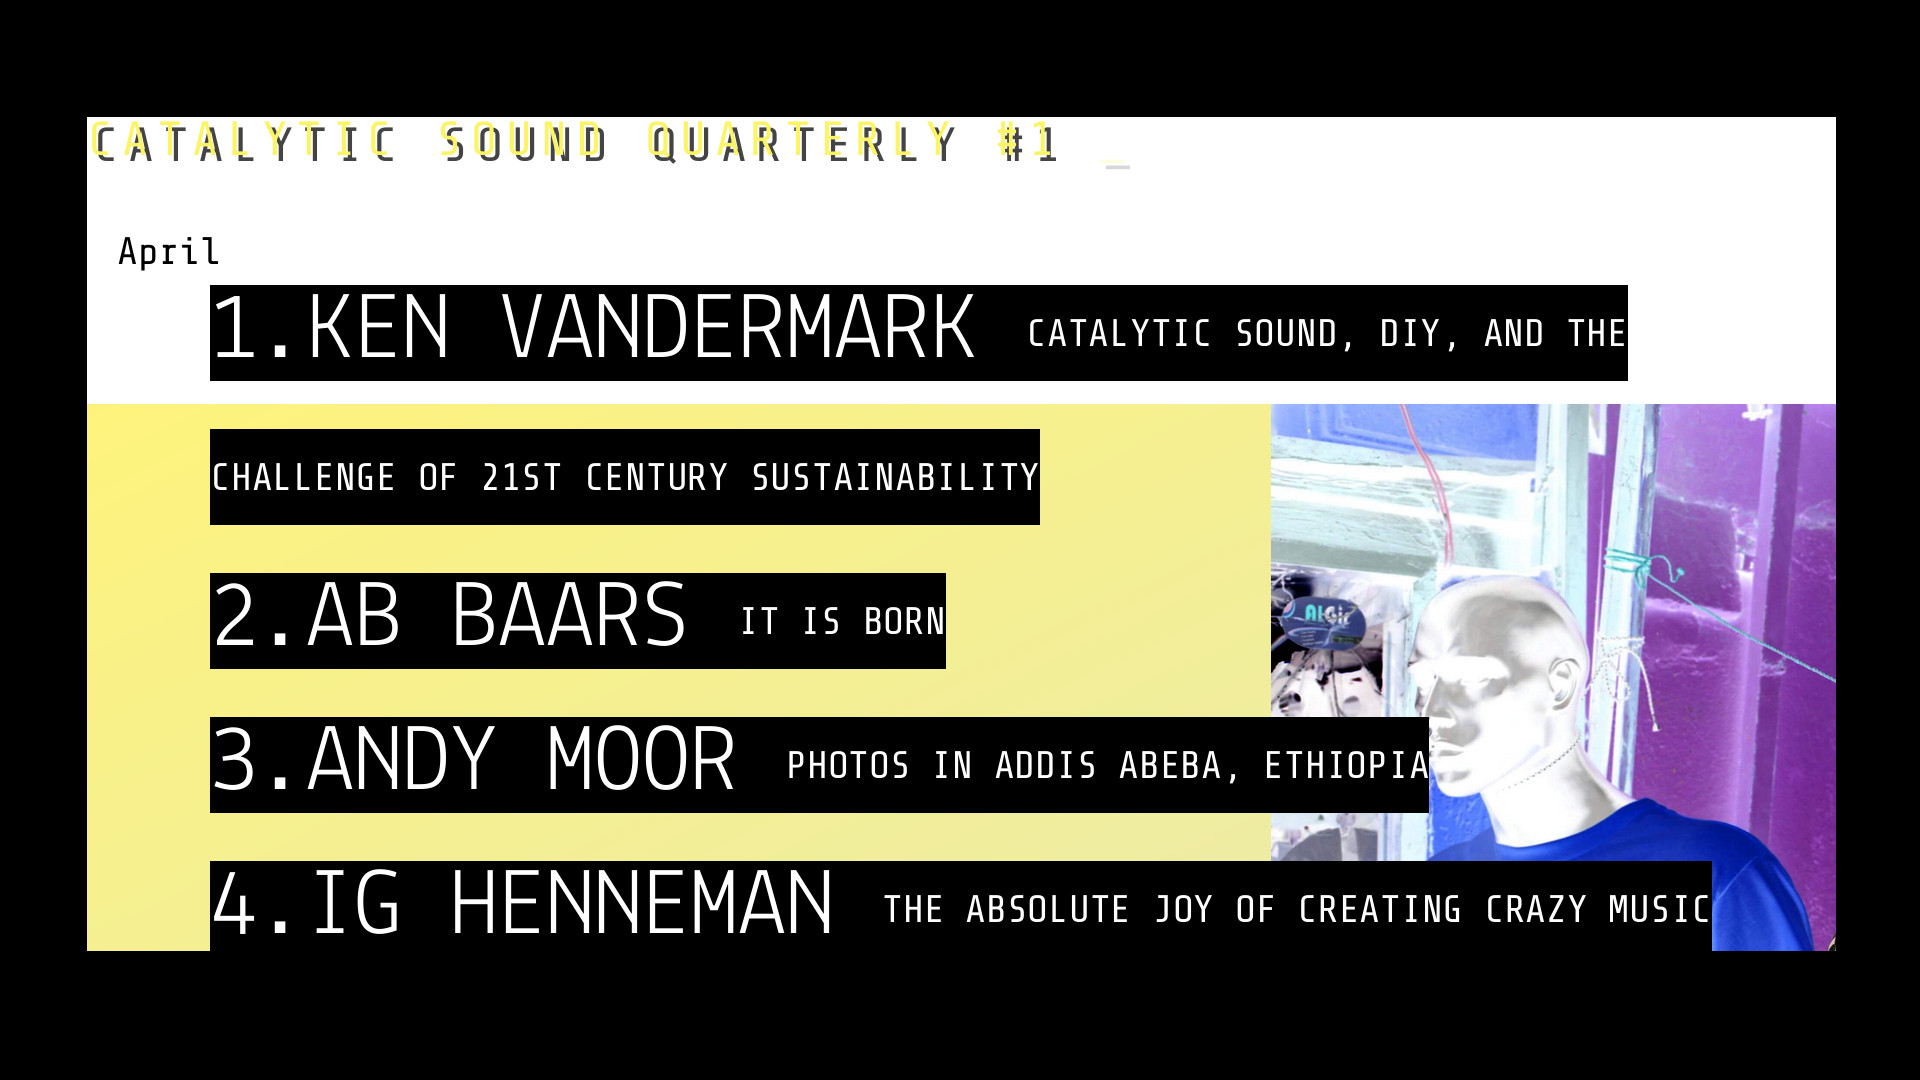 CATALYTIC SOUND QUARTERLY #1 _
April
1.KEN VANDERMARK CATALYTIC SOUND, DIY, AND THE
CHALLENGE OF 21ST CENTURY SUSTAINABILITY
2.AB BAARS IT IS BORN
3.ANDY MOOR PHOTOS IN ADDIS ABEBA, ETHIOPIA
4.IG HENNEMAN THE ABSOLUTE JOY OF CREATING CRAZY MUSIC